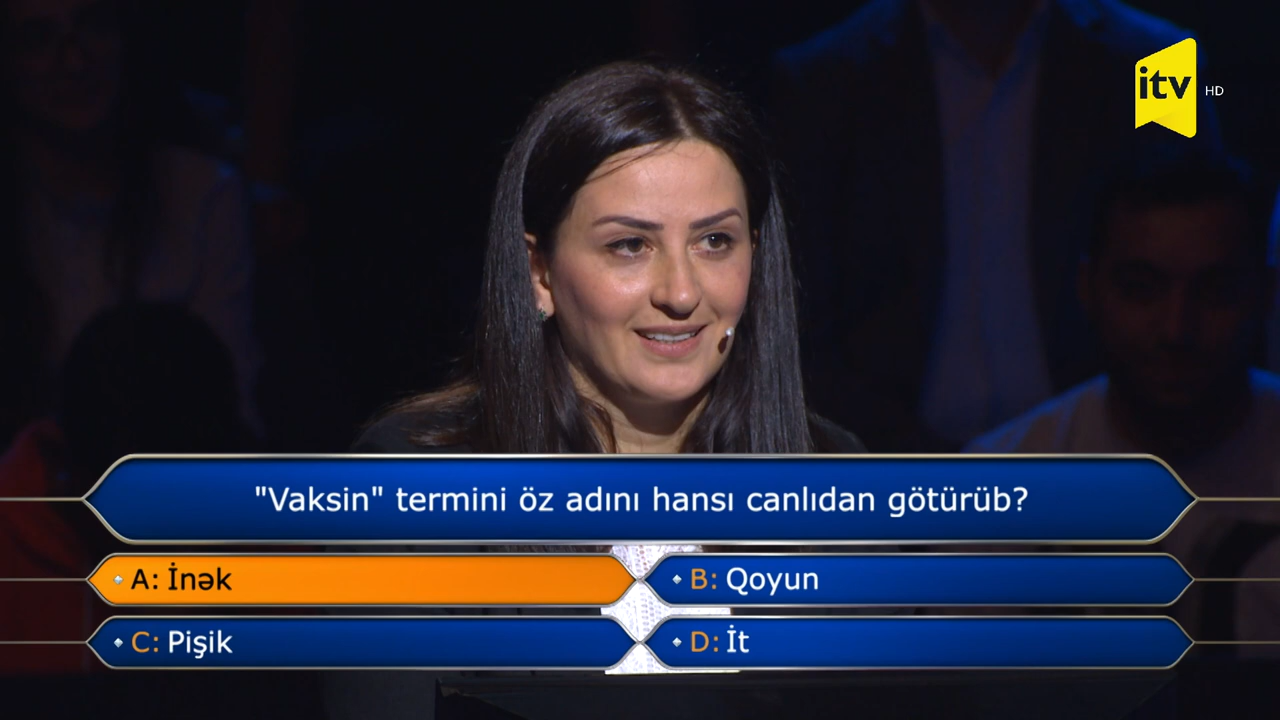 itv HD
"Vaksin" termini öz adını hansı canlıdan götürüb?
A: İnək
B: Qoyun
C: Pişik
D: İt